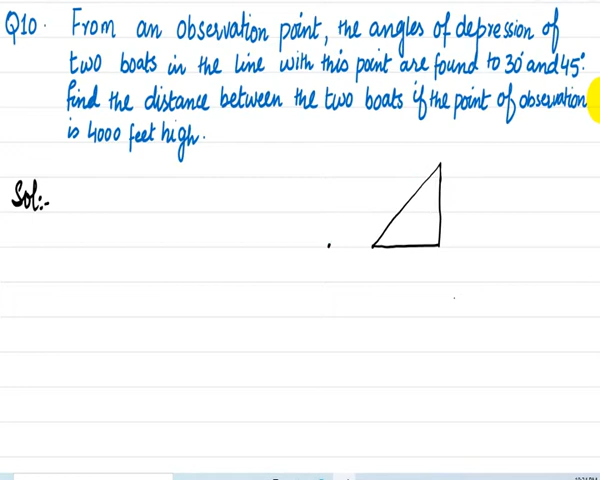 Q10. From an observation point, the angles of depression of
two boats in the line with this point are found to 30° and 45°.
find the distance between the two boats if the point of observation
is 4000 feet high.
Sol:-